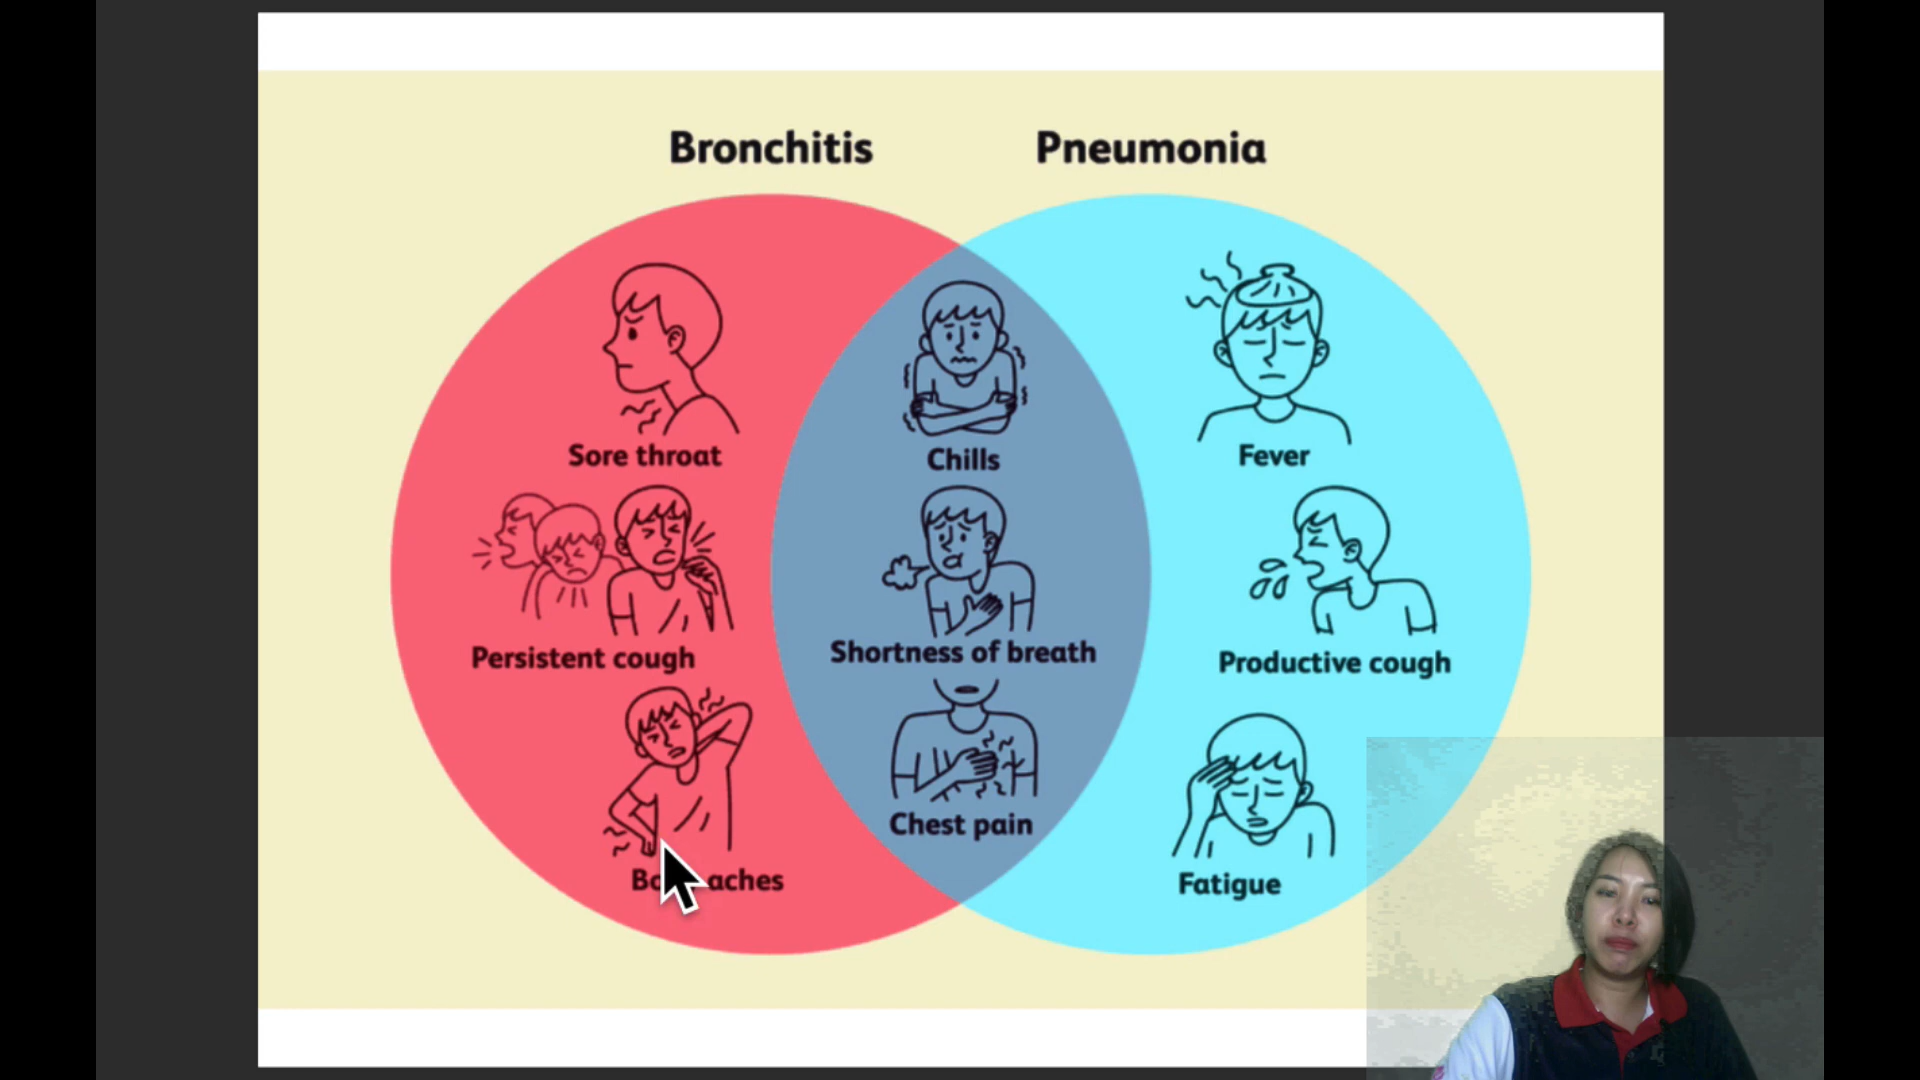 Bronchitis Pneumonia
Sore throat
Chills
Fever
Persistent cough
Shortness of breath
Productive cough
aches
Chest pain
Fatigue